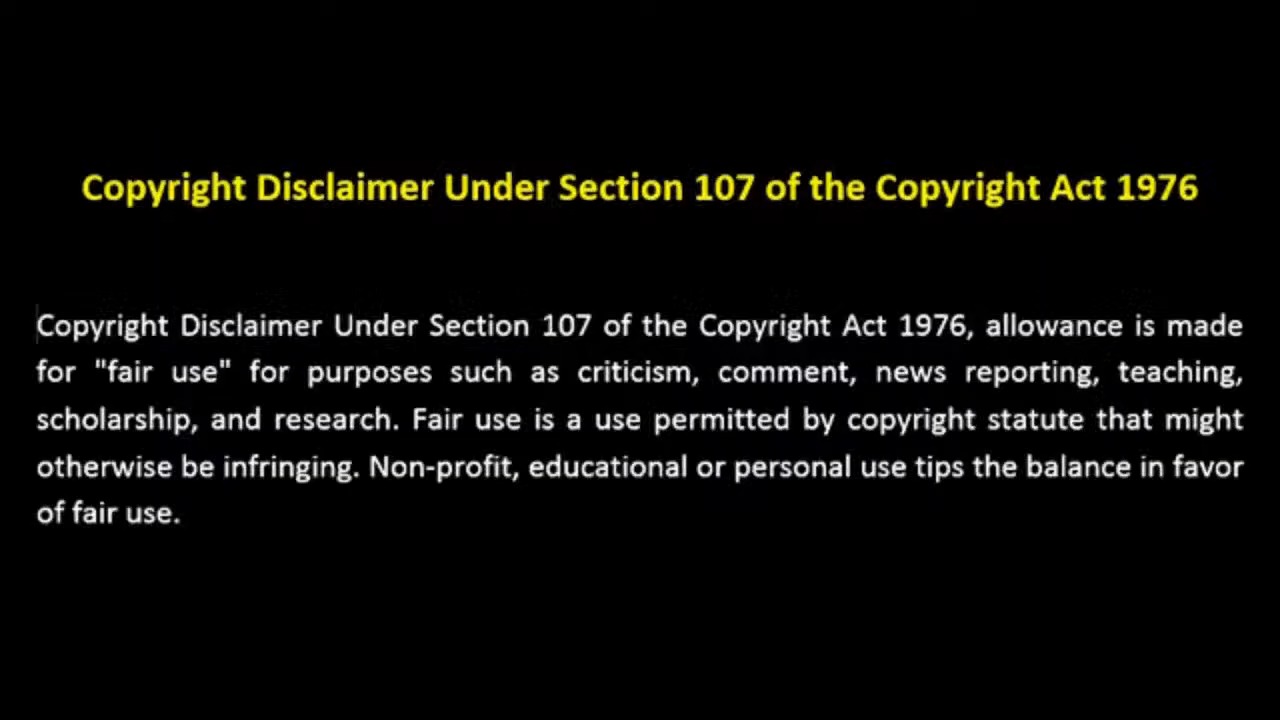 Copyright Disclaimer Under Section 107 of the Copyright Act 1976
Copyright Disclaimer Under Section 107 of the Copyright Act 1976, allowance is made
for "fair use" for purposes such as criticism, comment, news reporting, teaching,
scholarship, and research. Fair use is a use permitted by copyright statute that might
otherwise be infringing. Non-profit, educational or personal use tips the balance in favor
of fair use.